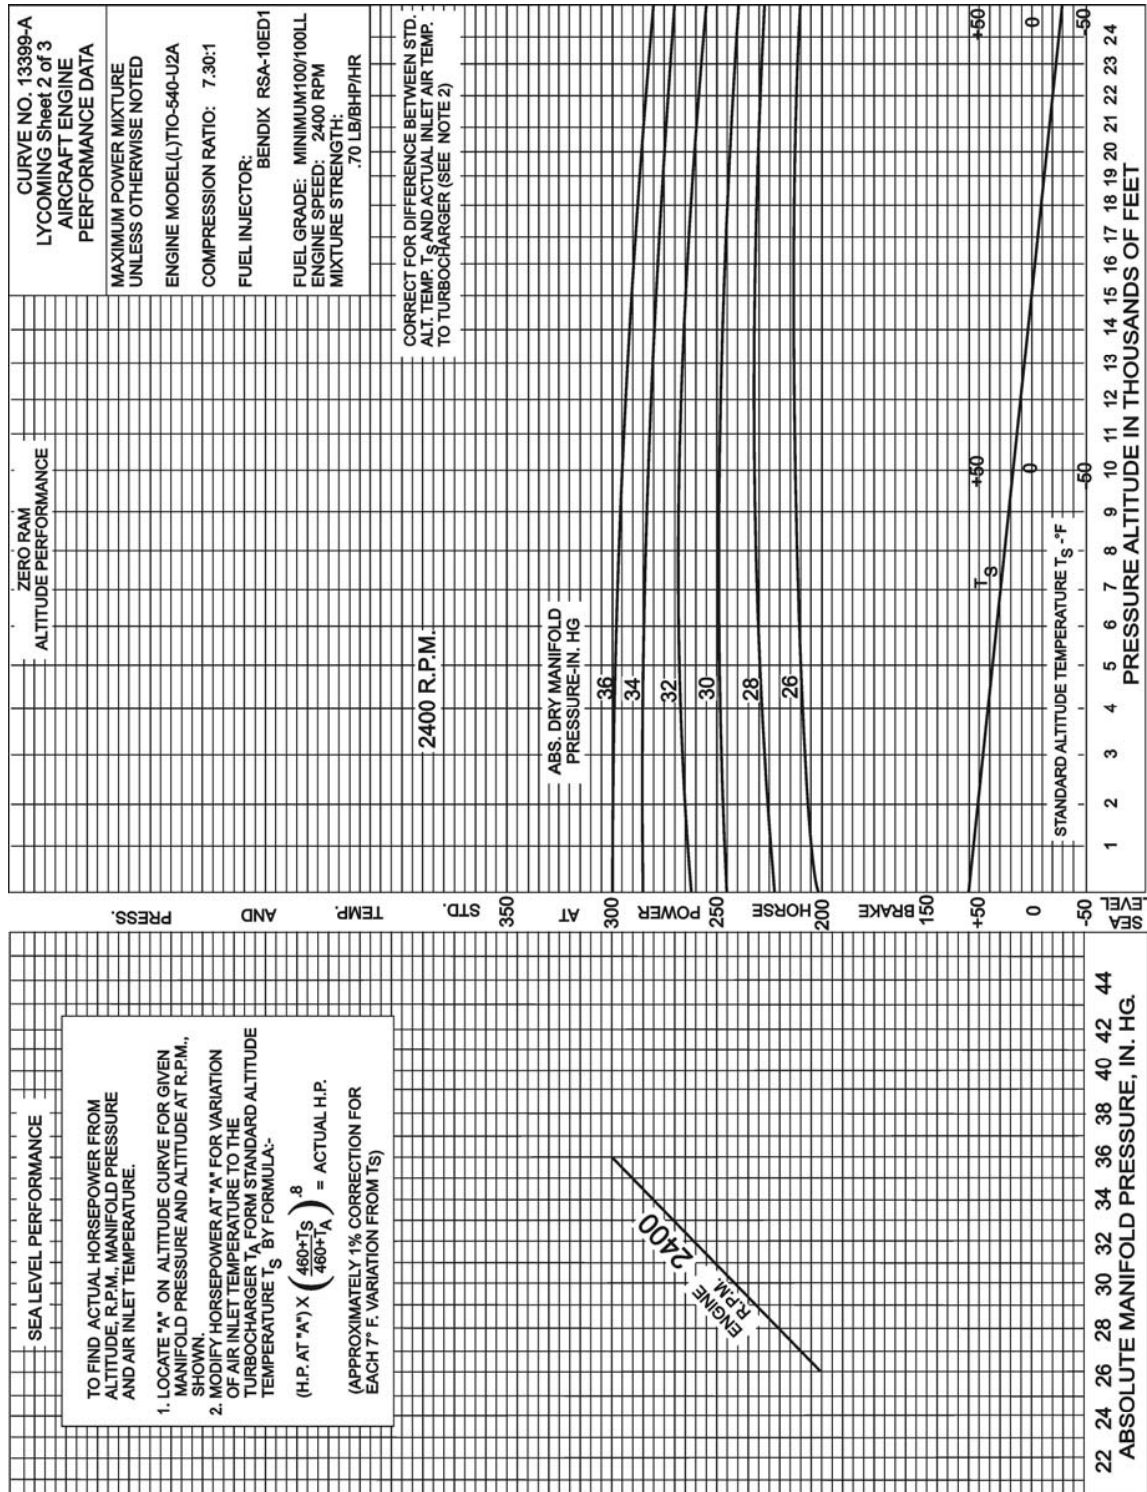 CURVE NO. 13399-A
LYCOMING Sheet 2 of 3
AIRCRAFT ENGINE
PERFORMANCE DATA
MAXIMUM POWER MIXTURE
UNLESS OTHERWISE NOTED
ENGINE MODEL(L)TIO-540-U2A
COMPRESSION RATIO: 7.30:1
FUEL INJECTOR:
BENDIX RSA-10ED1
FUEL GRADE: MINIMUM100/100LL
ENGINE SPEED: 2400 RPM
MIXTURE STRENGTH:
.70 LB/BHP/HR
ZERO RAM
ALTITUDE PERFORMANCE
CORRECT FOR DIFFERENCE BETWEEN STD.
ALT. TEMP. TS AND ACTUAL INLET AIR TEMP.
TO TURBOCHARGER (SEE NOTE 2)
2400 R.P.M.
ABS. DRY MANIFOLD
PRESSURE-IN. HG
36
34
32
30
28
26
+50
0
-50
+50
0
-50
TS
STANDARD ALTITUDE TEMPERATURE TS -°F
1 2 3 4 5 6 7 8 9 10 11 12 13 14 15 16 17 18 19 20 21 22 23 24
PRESSURE ALTITUDE IN THOUSANDS OF FEET
SEA LEVEL PERFORMANCE
TO FIND ACTUAL HORSEPOWER FROM
ALTITUDE, R.P.M., MANIFOLD PRESSURE
AND AIR INLET TEMPERATURE.
1. LOCATE "A" ON ALTITUDE CURVE FOR GIVEN
MANIFOLD PRESSURE AND ALTITUDE AT R.P.M.,
SHOWN.
2. MODIFY HORSEPOWER AT "A" FOR VARIATION
OF AIR INLET TEMPERATURE TO THE
TURBOCHARGER TA FORM STANDARD ALTITUDE
TEMPERATURE TS BY FORMULA:-
(H.P. AT "A") X (460+TS / 460+TA) .8 = ACTUAL H.P.
(APPROXIMATELY 1% CORRECTION FOR
EACH 7° F. VARIATION FROM TS)
ENGINE 2400
R.P.M.
BRAKE HORSE POWER AT STD. TEMP. AND PRESS.
350
300
250
200
150
+50
0
-50
SEA
LEVEL
22 24 26 28 30 32 34 36 38 40 42 44
ABSOLUTE MANIFOLD PRESSURE, IN. HG.